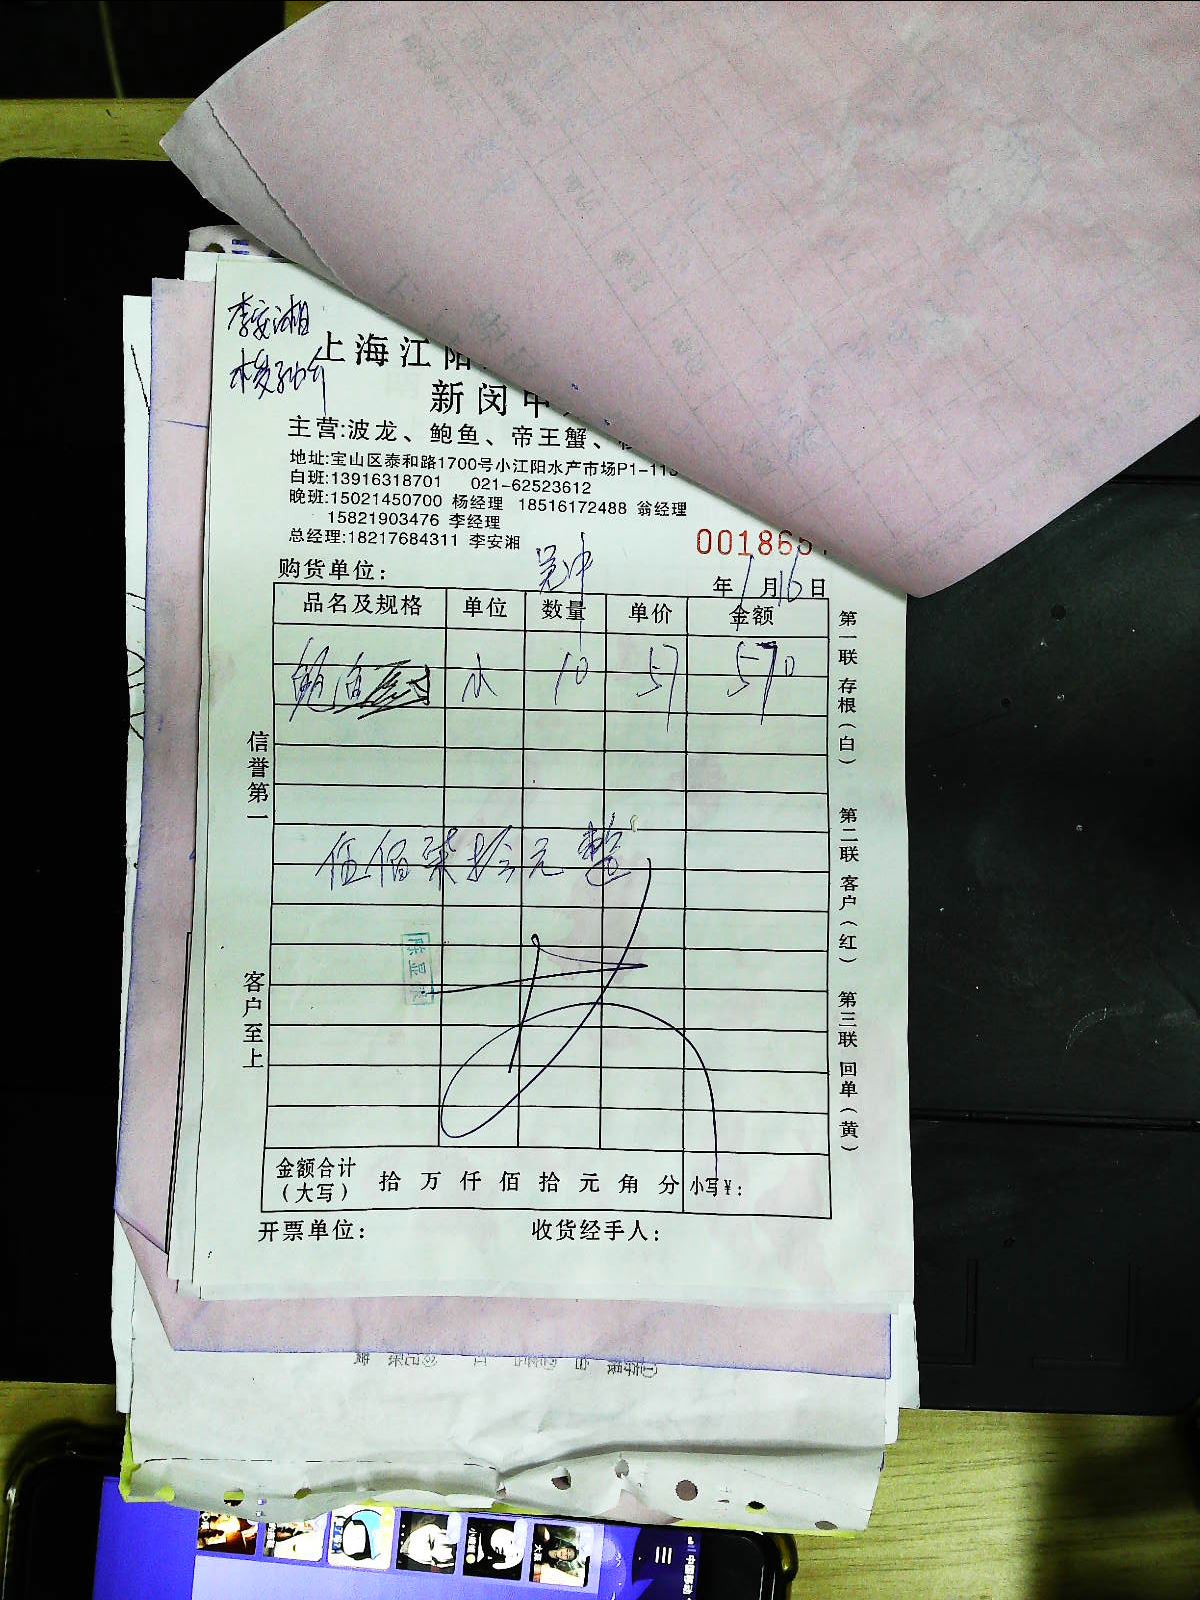 李安湘
上海江阳
新闵申
主营:波龙、鲍鱼、帝王蟹、
地址:宝山区泰和路1700号小江阳水产市场P1-113
白班:13916318701 021-62523612
晚班:15021450700 杨经理 18516172488 翁经理
15821903476 李经理
总经理:18217684311 李安湘
001865
购货单位:
年1月16日
品名及规格 单位 数量 单价 金额
鲍鱼 10 57 570
伍佰柒拾元整
信誉第一
客户至上
第一联 存根(白)
第二联 客户(红)
第三联 回单(黄)
金额合计(大写) 拾 万 仟 佰 拾 元 角 分 小写¥:
开票单位: 收货经手人: